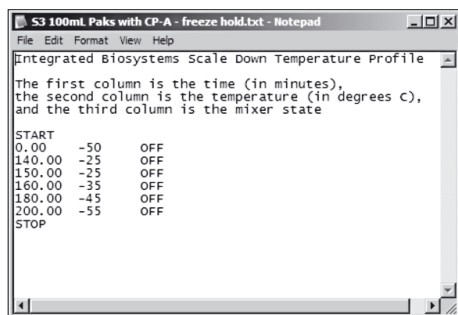 S3 100mL Paks with CP-A - freeze hold.txt - Notepad
File Edit Format View Help
Integrated Biosystems Scale Down Temperature Profile
The first column is the time (in minutes),
the second column is the temperature (in degrees C),
and the third column is the mixer state
START
0.00 -50 OFF
140.00 -25 OFF
150.00 -25 OFF
160.00 -35 OFF
180.00 -45 OFF
200.00 -55 OFF
STOP